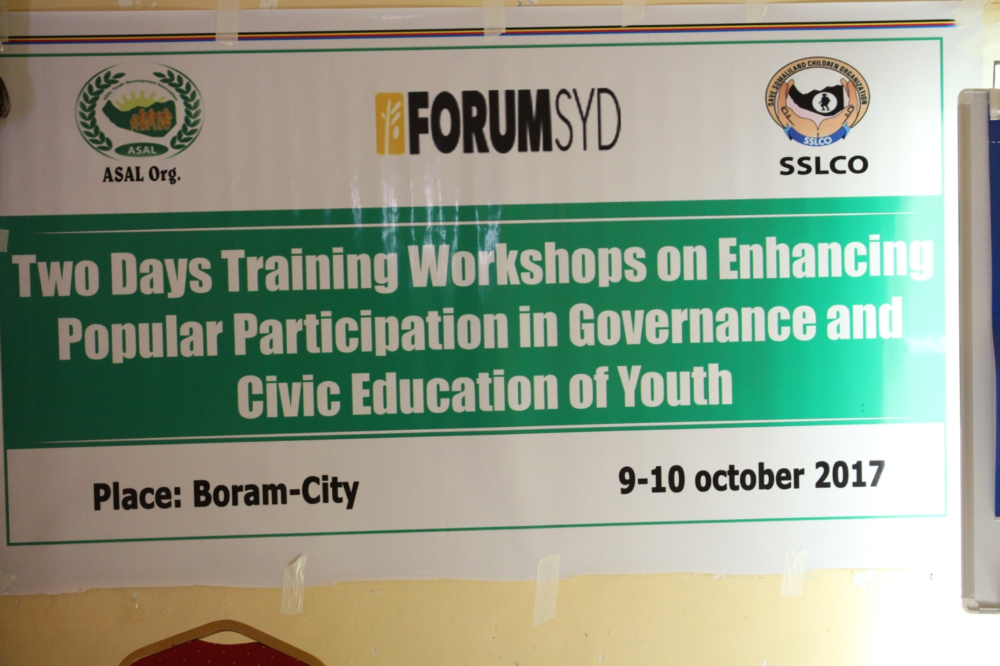 ASAL
ASAL Org.
FORUMSYD
SAVE SOMALILAND CHILDREN ORGANIZATION
SSLCO
SSLCO
Two Days Training Workshops on Enhancing
Popular Participation in Governance and
Civic Education of Youth
Place: Boram-City
9-10 october 2017